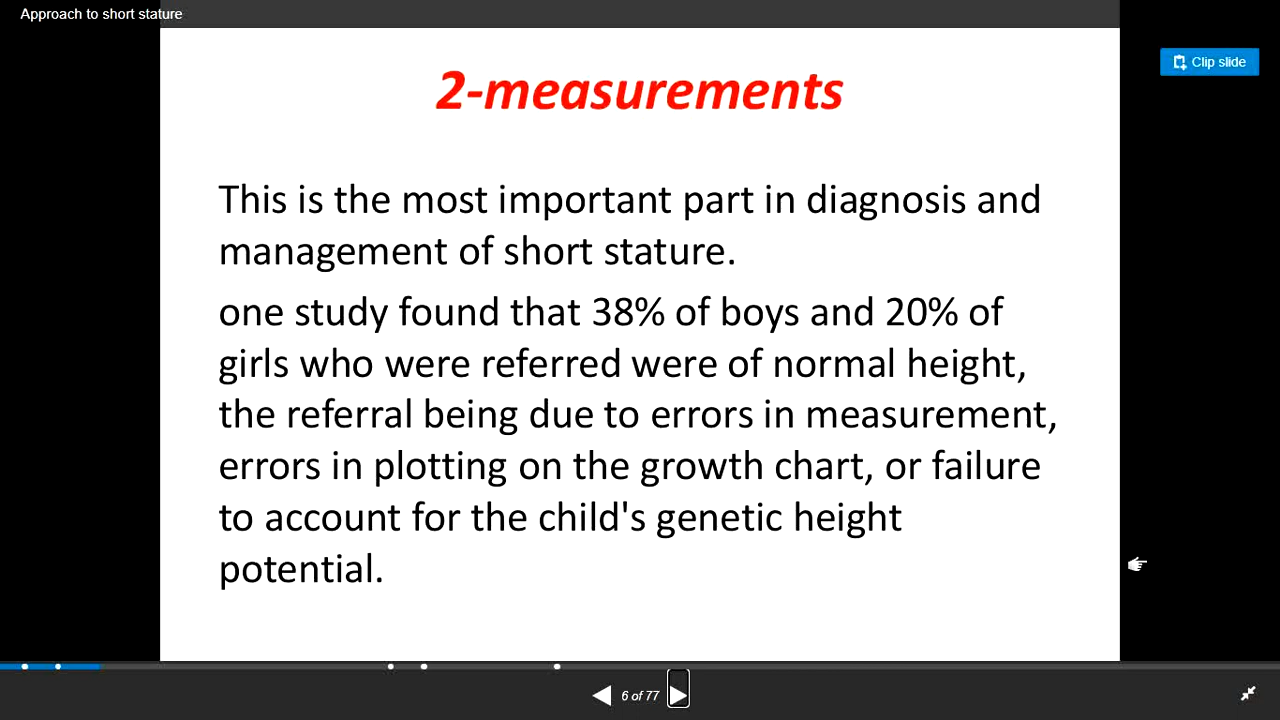 Approach to short stature
Clip slide
2-measurements
This is the most important part in diagnosis and
management of short stature.
one study found that 38% of boys and 20% of
girls who were referred were of normal height,
the referral being due to errors in measurement,
errors in plotting on the growth chart, or failure
to account for the child's genetic height
potential.
6 of 77